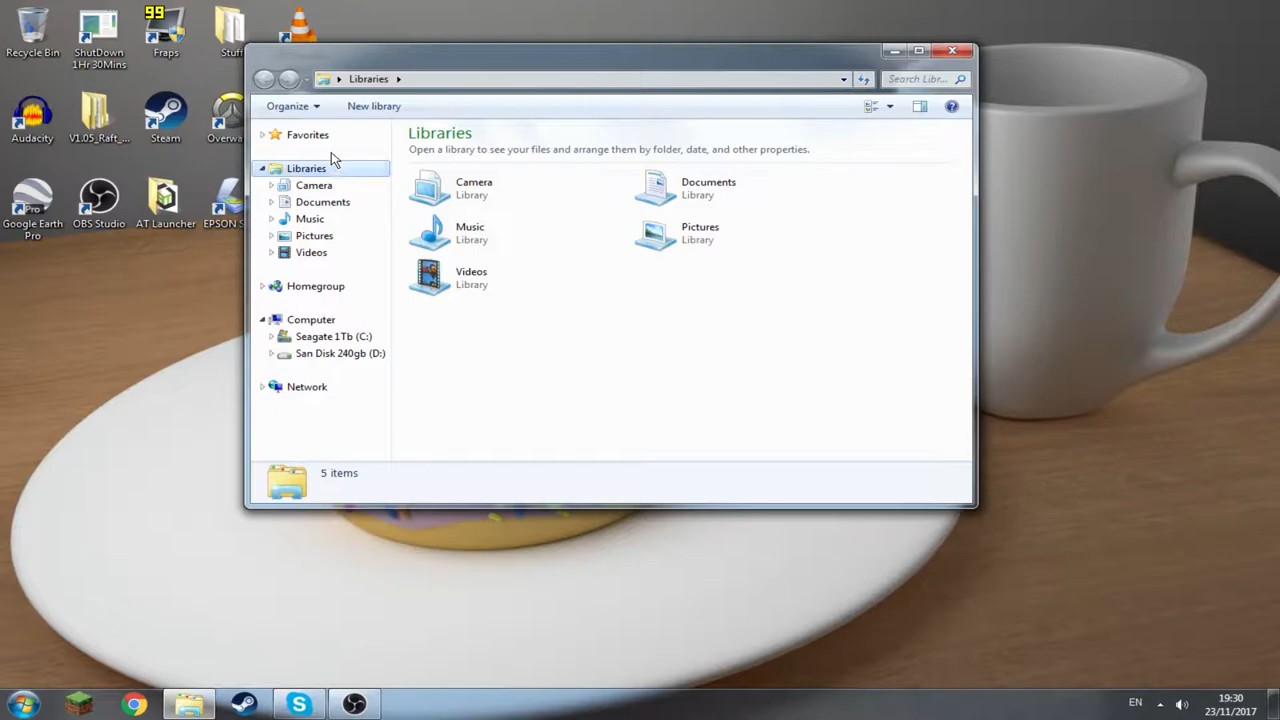 99
Recycle Bin
ShutDown
1Hr30Mins
Fraps
Stuf
Audacity
V1.05_Raft_...
Steam
Overw
Pro
Google Earth
Pro
OBS Studio
AT Launcher
EPSON S
Libraries
Search Libr...
Organize
New library
Favorites
Libraries
Camera
Documents
Music
Pictures
Videos
Homegroup
Computer
Seagate 1Tb (C:)
San Disk 240gb (D:)
Network
Libraries
Open a library to see your files and arrange them by folder, date, and other properties.
Camera
Library
Documents
Library
Music
Library
Pictures
Library
Videos
Library
5 items
EN
19:30
23/11/2017